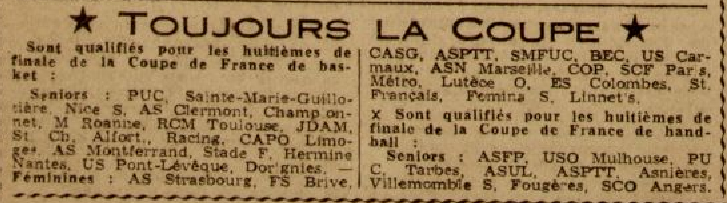 ★ TOUJOURS LA COUPE ★
Sont qualifiés pour les huitièmes de
finale de la Coupe de France de bas-
ket :
Seniors : PUC, Sainte-Marie-Guillo-
tière, Nice S, AS Clermont, Champ on-
net, M Roanne, RCM Toulouse, JDAM,
St. Ch, Alfort., Racing, CAPO Limo-
ges AS Montferrand, Stade F, Hermine
Nantes, US Pont-Lévêque, Dorignies, —
Féminines : AS Strasbourg, FS Brive,
CASG, ASPTT, SMFUC, BEC, US Car-
maux, ASN Marseille, COP, SCF Paris,
Métro, Lutèce O, ES Colombes, St.
Français, Femina S, Linnet's,
x Sont qualifiés pour les huitièmes de
finale de la Coupe de France de hand-
ball :
Seniors : ASFP, USO Mulhouse, PU
C, Tarbes, ASUL, ASPTT, Asnières,
Villemomble S, Fougères, SCO Angers.